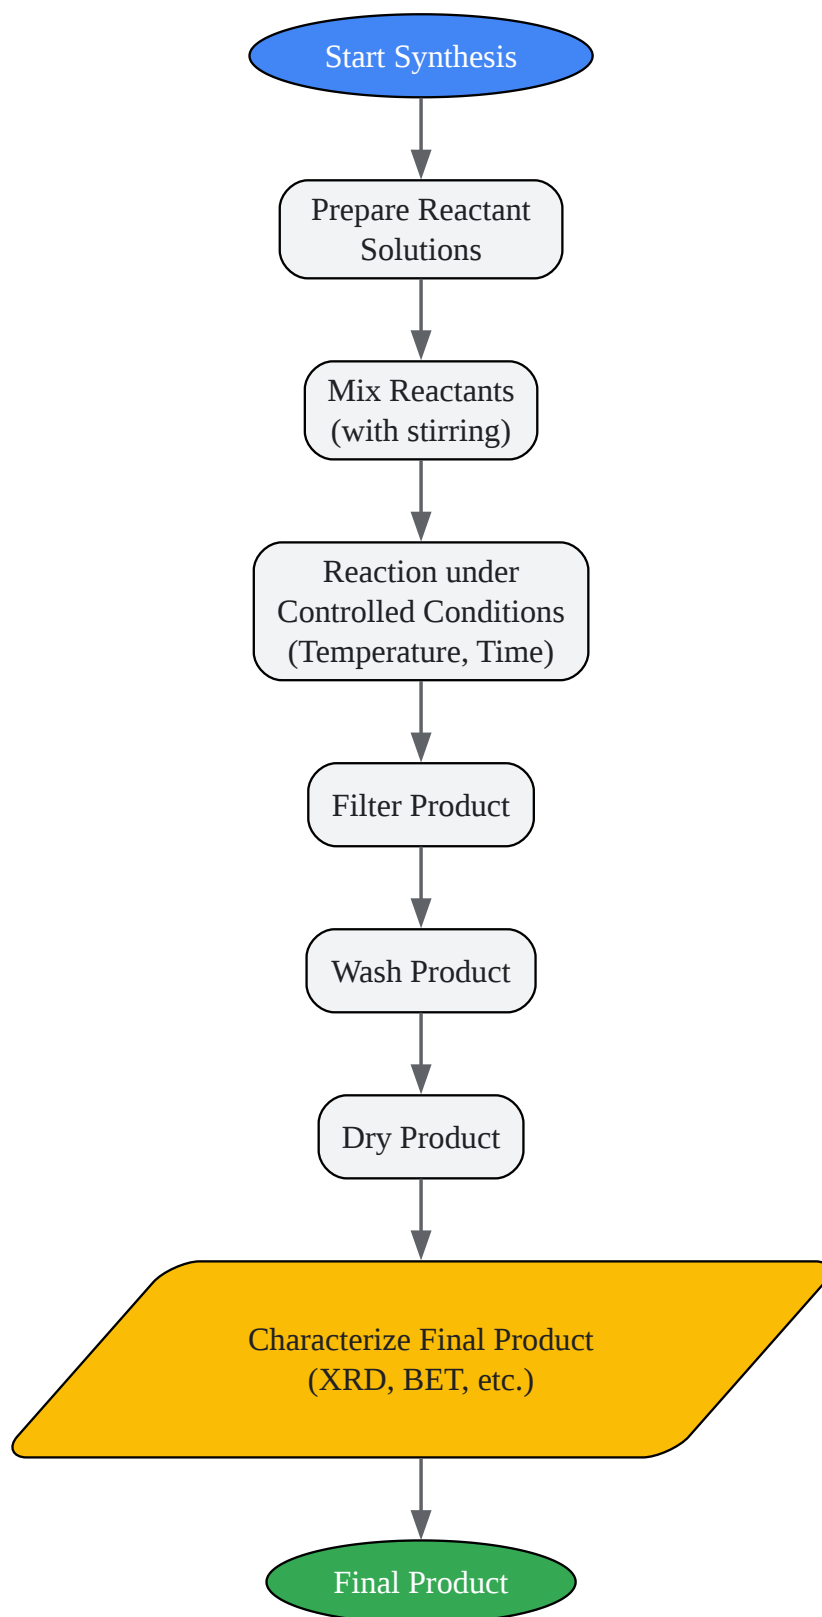 Start Synthesis
Prepare Reactant
Solutions
Mix Reactants
(with stirring)
Reaction under
Controlled Conditions
(Temperature, Time)
Filter Product
Wash Product
Dry Product
Characterize Final Product
(XRD, BET, etc.)
Final Product